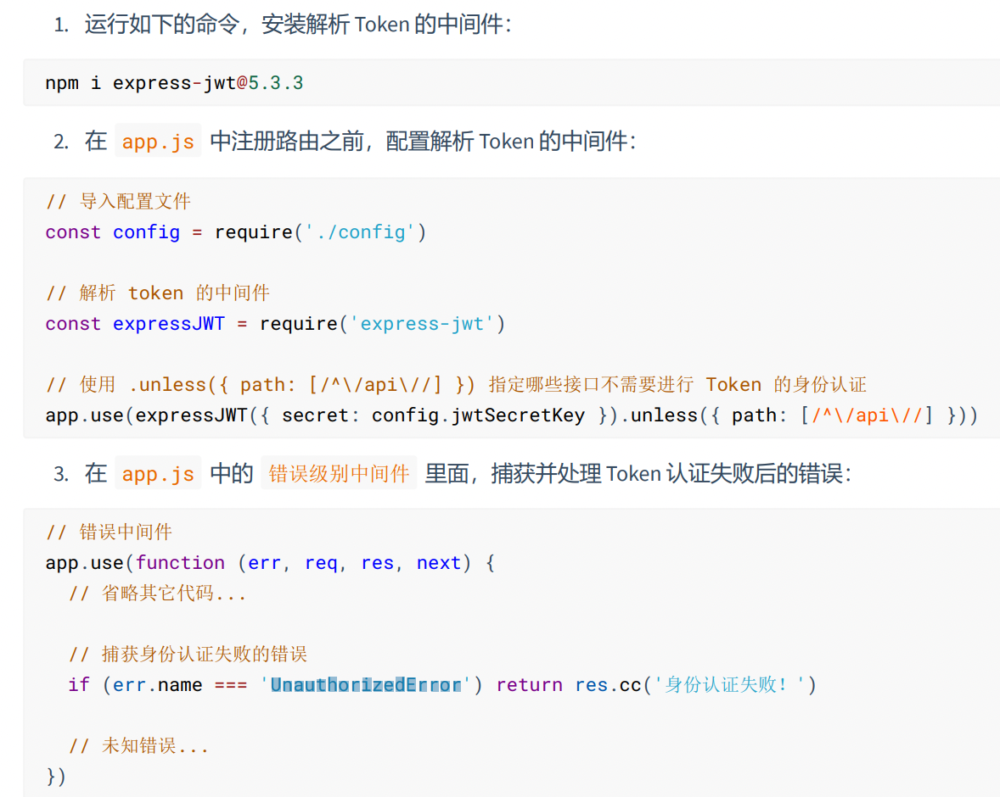 1. 运行如下的命令，安装解析 Token 的中间件：
npm i express-jwt@5.3.3
2. 在 app.js 中注册路由之前，配置解析 Token 的中间件：
// 导入配置文件
const config = require('./config')
// 解析 token 的中间件
const expressJWT = require('express-jwt')
// 使用 .unless({ path: [/^\/api\//] }) 指定哪些接口不需要进行 Token 的身份认证
app.use(expressJWT({ secret: config.jwtSecretKey }).unless({ path: [/^\/api\//] }))
3. 在 app.js 中的 错误级别中间件 里面，捕获并处理 Token 认证失败后的错误：
// 错误中间件
app.use(function (err, req, res, next) {
  // 省略其它代码...
  // 捕获身份认证失败的错误
  if (err.name === 'UnauthorizedError') return res.cc('身份认证失败！')
  // 未知错误...
})